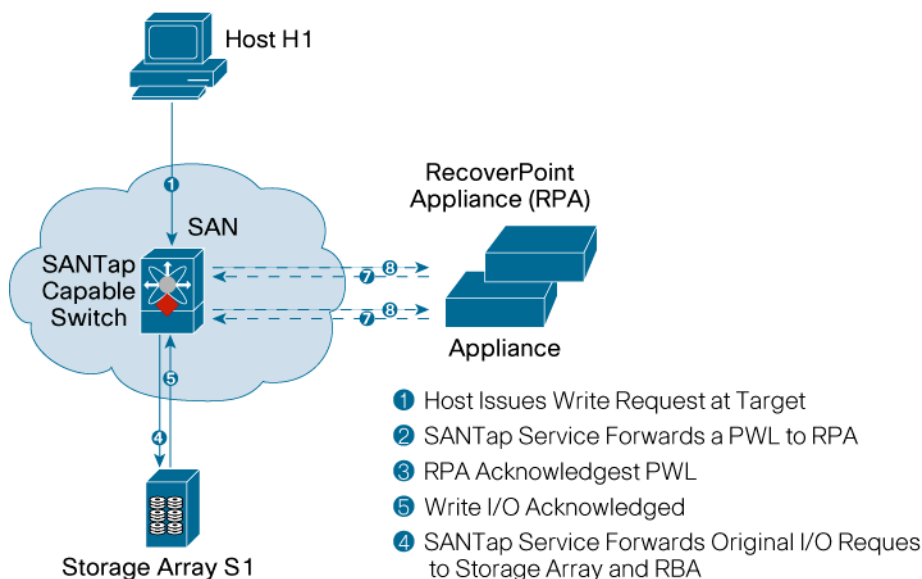 Host H1
1
RecoverPoint
Appliance (RPA)
SAN
SANTap
Capable
Switch
8
7
8
7
Appliance
5
4
Storage Array S1
1 Host Issues Write Request at Target
2 SANTap Service Forwards a PWL to RPA
3 RPA Acknowledgest PWL
5 Write I/O Acknowledged
4 SANTap Service Forwards Original I/O Reques
to Storage Array and RBA